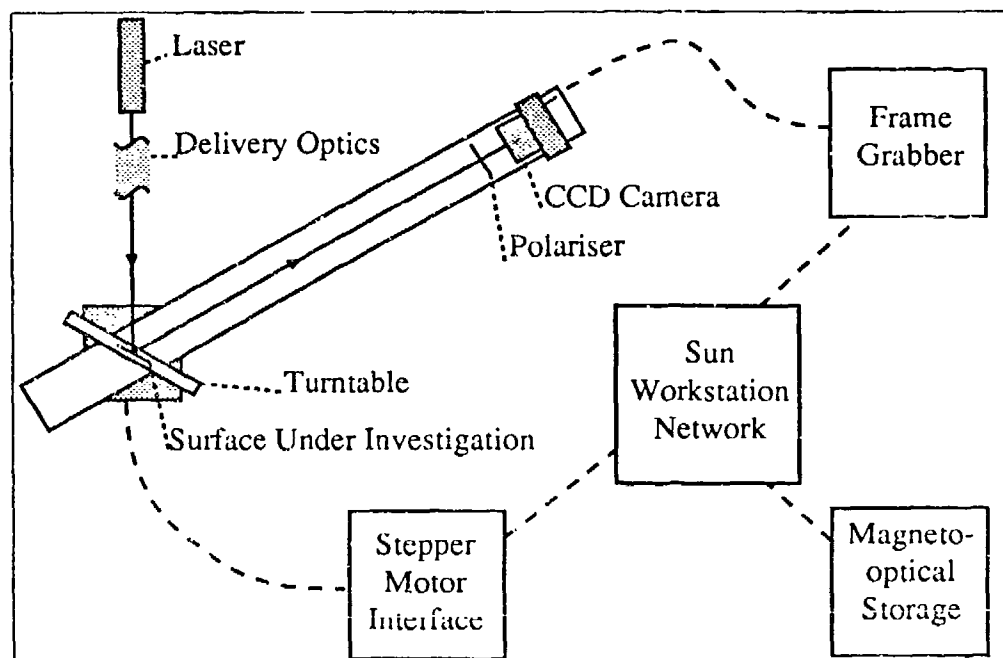 Laser
Delivery Optics
CCD Camera
Polariser
Frame
Grabber
Turntable
Surface Under Investigation
Sun
Workstation
Network
Stepper
Motor
Interface
Magneto-
optical
Storage